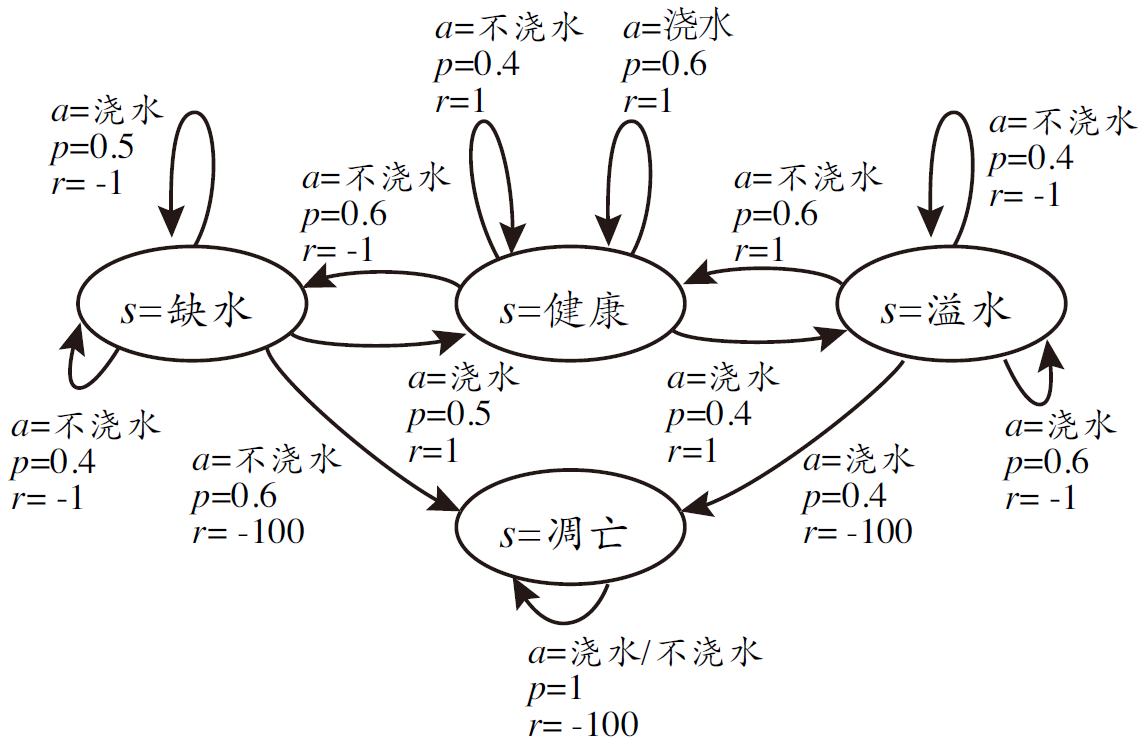 a=不浇水
p=0.4
r=1
a=浇水
p=0.6
r=1
a=浇水
p=0.5
r= -1
a=不浇水
p=0.4
r= -1
a=不浇水
p=0.6
r= -1
a=不浇水
p=0.6
r=1
s=缺水
s=健康
s=溢水
a=浇水
p=0.5
r=1
a=浇水
p=0.4
r=1
a=不浇水
p=0.4
r= -1
a=不浇水
p=0.6
r= -100
a=浇水
p=0.4
r= -100
a=浇水
p=0.6
r= -1
s=凋亡
a=浇水/不浇水
p=1
r= -100